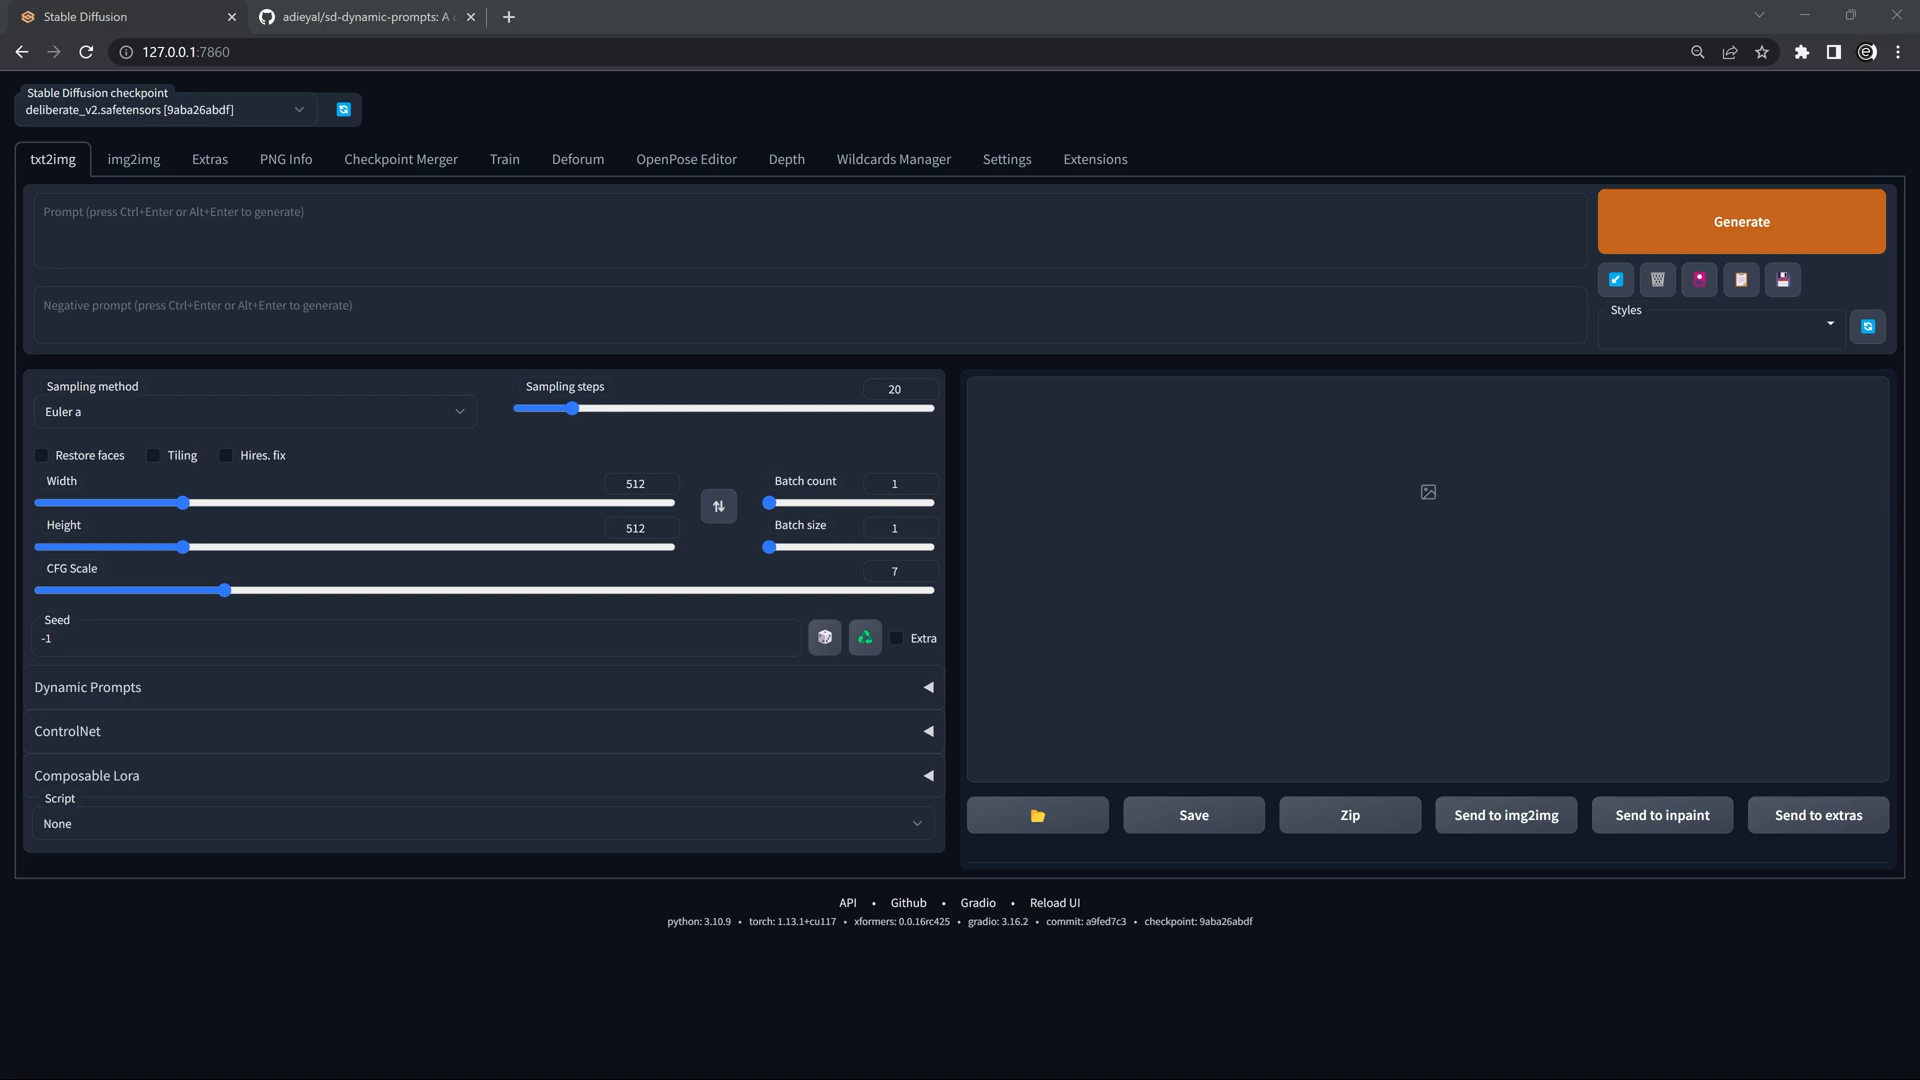 Stable Diffusion
adieyal/sd-dynamic-prompts: A c
127.0.0.1:7860
Stable Diffusion checkpoint
deliberate_v2.safetensors [9aba26abdf]
txt2img img2img Extras PNG Info Checkpoint Merger Train Deforum OpenPose Editor Depth Wildcards Manager Settings Extensions
Prompt (press Ctrl+Enter or Alt+Enter to generate)
Generate
Negative prompt (press Ctrl+Enter or Alt+Enter to generate)
Styles
Sampling method
Euler a
Sampling steps
20
Restore faces Tiling Hires. fix
Width
512
Batch count
1
Height
512
Batch size
1
CFG Scale
7
Seed
-1
Extra
Dynamic Prompts
ControlNet
Composable Lora
Script
None
Save Zip Send to img2img Send to inpaint Send to extras
API • Github • Gradio • Reload UI
python: 3.10.9 • torch: 1.13.1+cu117 • xformers: 0.0.16rc425 • gradio: 3.16.2 • commit: a9fed7c3 • checkpoint: 9aba26abdf